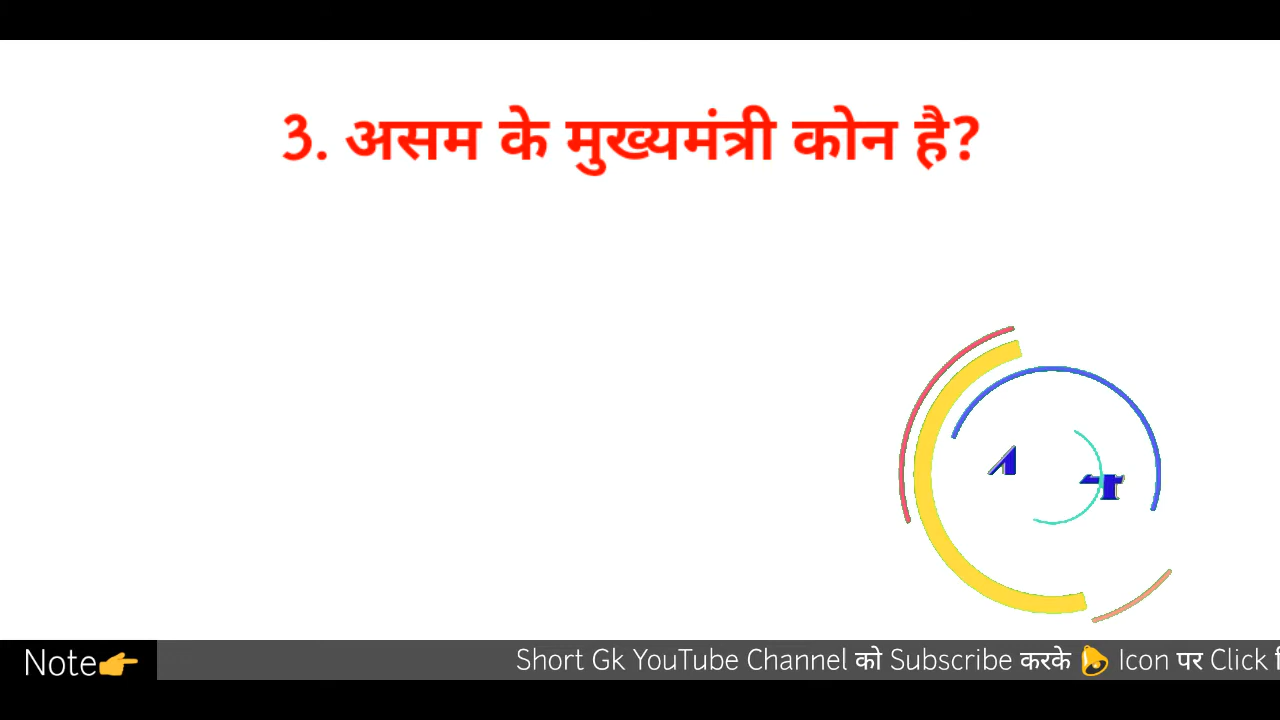 3. असम के मुख्यमंत्री कोन है?
Note👉
Short Gk YouTube Channel को Subscribe करके 🔔 Icon पर Click